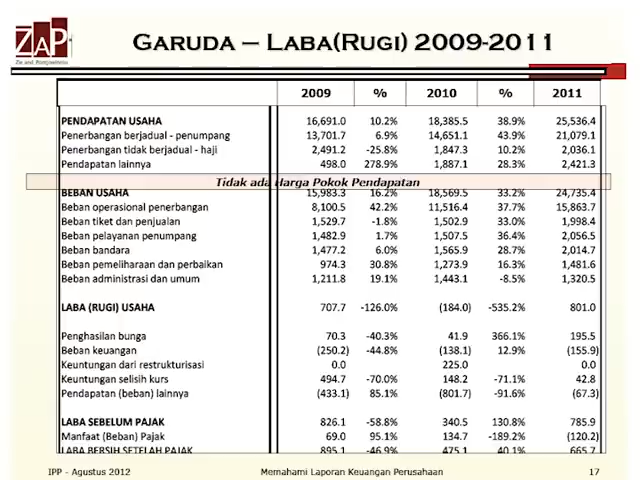 ZAP
GARUDA – LABA(RUGI) 2009-2011
2009 % 2010 % 2011
PENDAPATAN USAHA 16,691.0 10.2% 18,385.5 38.9% 25,536.4
Penerbangan berjadual - penumpang 13,701.7 6.9% 14,651.1 43.9% 21,079.1
Penerbangan tidak berjadual - haji 2,491.2 -25.8% 1,847.3 10.2% 2,036.1
Pendapatan lainnya 498.0 278.9% 1,887.1 28.3% 2,421.3
Tidak ada Harga Pokok Pendapatan
BEBAN USAHA 15,983.3 16.2% 18,569.5 33.2% 24,735.4
Beban operasional penerbangan 8,100.5 42.2% 11,516.4 37.7% 15,863.7
Beban tiket dan penjualan 1,529.7 -1.8% 1,502.9 33.0% 1,998.4
Beban pelayanan penumpang 1,482.9 1.7% 1,507.5 36.4% 2,056.5
Beban bandara 1,477.2 6.0% 1,565.9 28.7% 2,014.7
Beban pemeliharaan dan perbaikan 974.3 30.8% 1,273.9 16.3% 1,481.6
Beban administrasi dan umum 1,211.8 19.1% 1,443.1 -8.5% 1,320.5
LABA (RUGI) USAHA 707.7 -126.0% (184.0) -535.2% 801.0
Penghasilan bunga 70.3 -40.3% 41.9 366.1% 195.5
Beban keuangan (250.2) -44.8% (138.1) 12.9% (155.9)
Keuntungan dari restrukturisasi 0.0 225.0 0.0
Keuntungan selisih kurs 494.7 -70.0% 148.2 -71.1% 42.8
Pendapatan (beban) lainnya (433.1) 85.1% (801.7) -91.6% (67.3)
LABA SEBELUM PAJAK 826.1 -58.8% 340.5 130.8% 785.9
Manfaat (Beban) Pajak 69.0 95.1% 134.7 -189.2% (120.2)
LABA BERSIH SETELAH PAJAK 895.1 -46.9% 475.1 40.1% 665.7
IPP - Agustus 2012 Memahami Laporan Keuangan Perusahaan 17